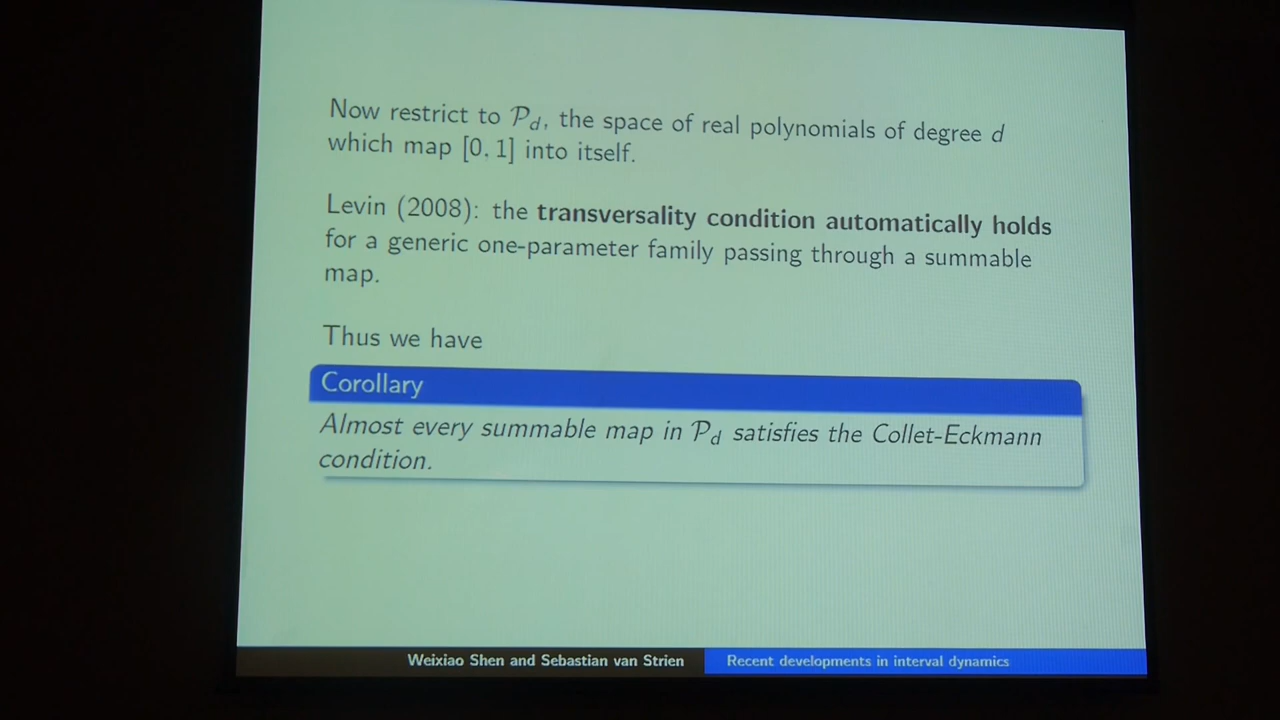 Now restrict to 𝒫_d, the space of real polynomials of degree d
which map [0, 1] into itself.
Levin (2008): the transversality condition automatically holds
for a generic one-parameter family passing through a summable
map.
Thus we have
Corollary
Almost every summable map in 𝒫_d satisfies the Collet-Eckmann
condition.
Weixiao Shen and Sebastian van Strien
Recent developments in interval dynamics